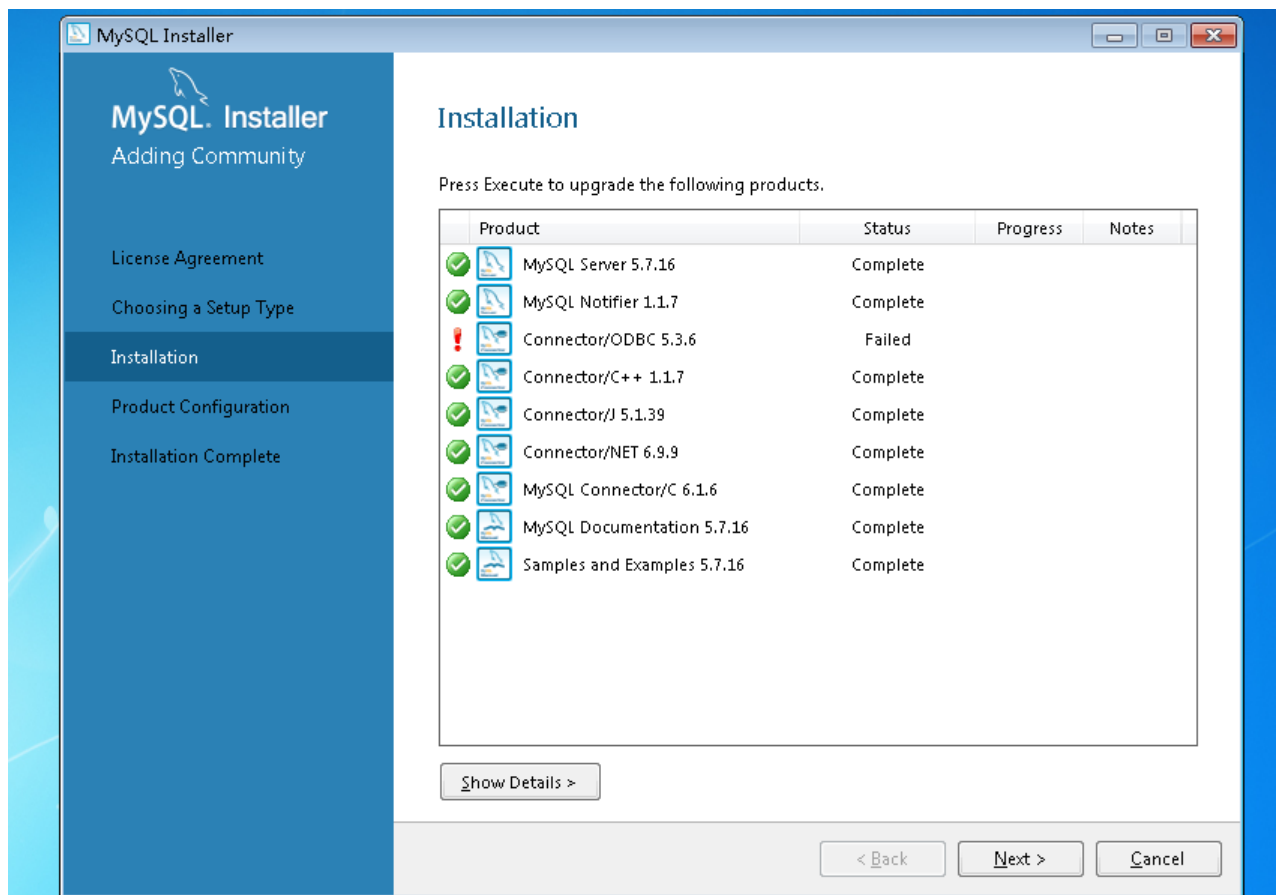 MySQL Installer
MySQL. Installer
Adding Community
License Agreement
Choosing a Setup Type
Installation
Product Configuration
Installation Complete
Installation
Press Execute to upgrade the following products.
Product Status Progress Notes
MySQL Server 5.7.16 Complete
MySQL Notifier 1.1.7 Complete
Connector/ODBC 5.3.6 Failed
Connector/C++ 1.1.7 Complete
Connector/J 5.1.39 Complete
Connector/NET 6.9.9 Complete
MySQL Connector/C 6.1.6 Complete
MySQL Documentation 5.7.16 Complete
Samples and Examples 5.7.16 Complete
Show Details >
< Back Next > Cancel